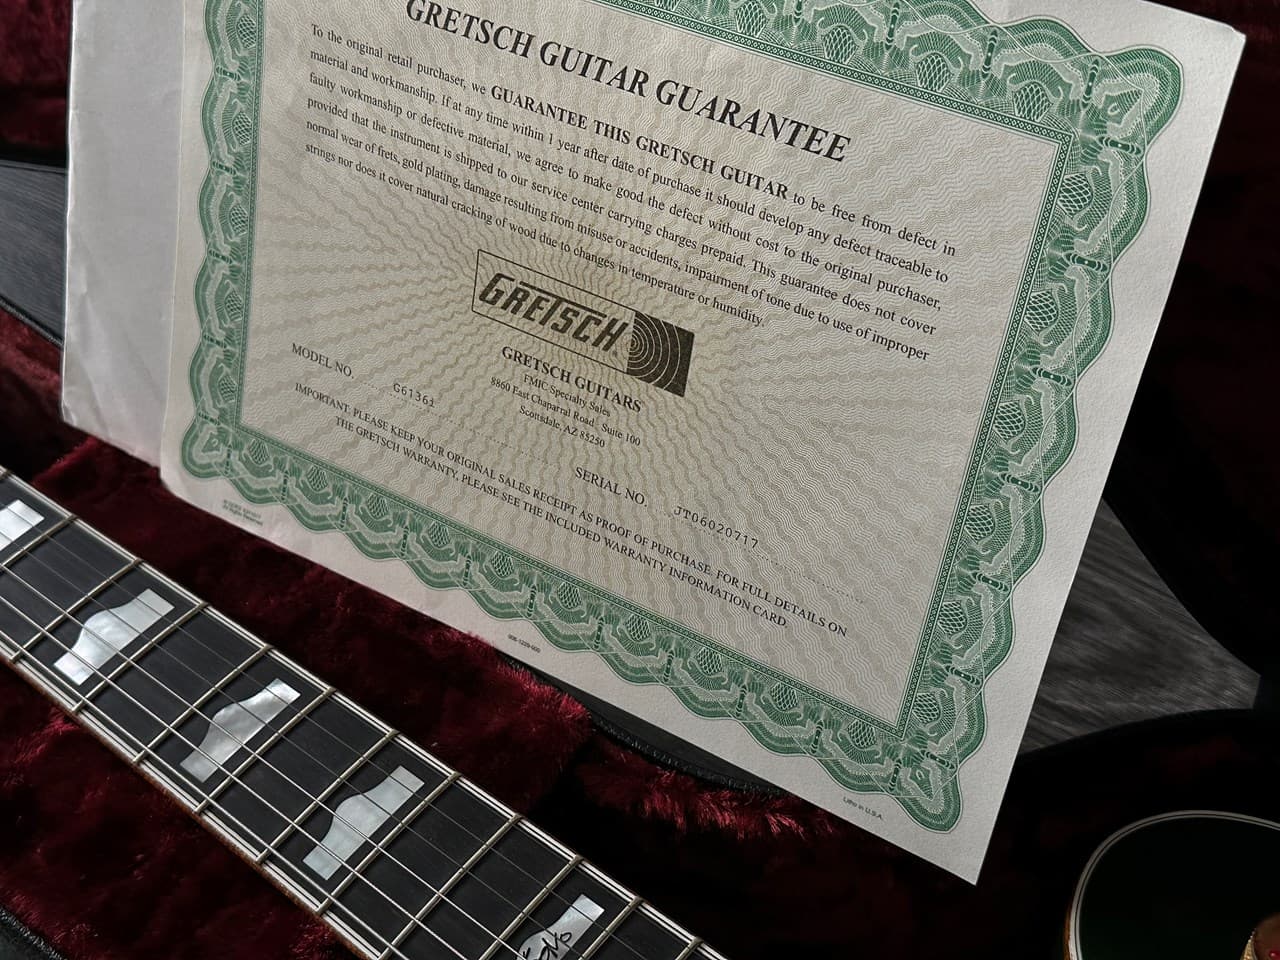 GRETSCH GUITAR GUARANTEE
To the original retail purchaser, we GUARANTEE THIS GRETSCH GUITAR to be free from defect in
material and workmanship. If at any time within 1 year after date of purchase it should develop any defect traceable to
faulty workmanship or defective material, we agree to make good the defect without cost to the original purchaser,
provided that the instrument is shipped to our service center carrying charges prepaid. This guarantee does not cover
normal wear of frets, gold plating, damage resulting from misuse or accidents, impairment of tone due to use of improper
strings nor does it cover natural cracking of wood due to changes in temperature or humidity.
GRETSCH
GRETSCH GUITARS
FMIC Specialty Sales
8860 East Chaparral Road, Suite 100
Scottsdale, AZ 85250
MODEL NO. G6136i SERIAL NO. JT06020717
IMPORTANT: PLEASE KEEP YOUR ORIGINAL SALES RECEIPT AS PROOF OF PURCHASE. FOR FULL DETAILS ON
THE GRETSCH WARRANTY, PLEASE SEE THE INCLUDED WARRANTY INFORMATION CARD.
All Rights Reserved
Litho in U.S.A.